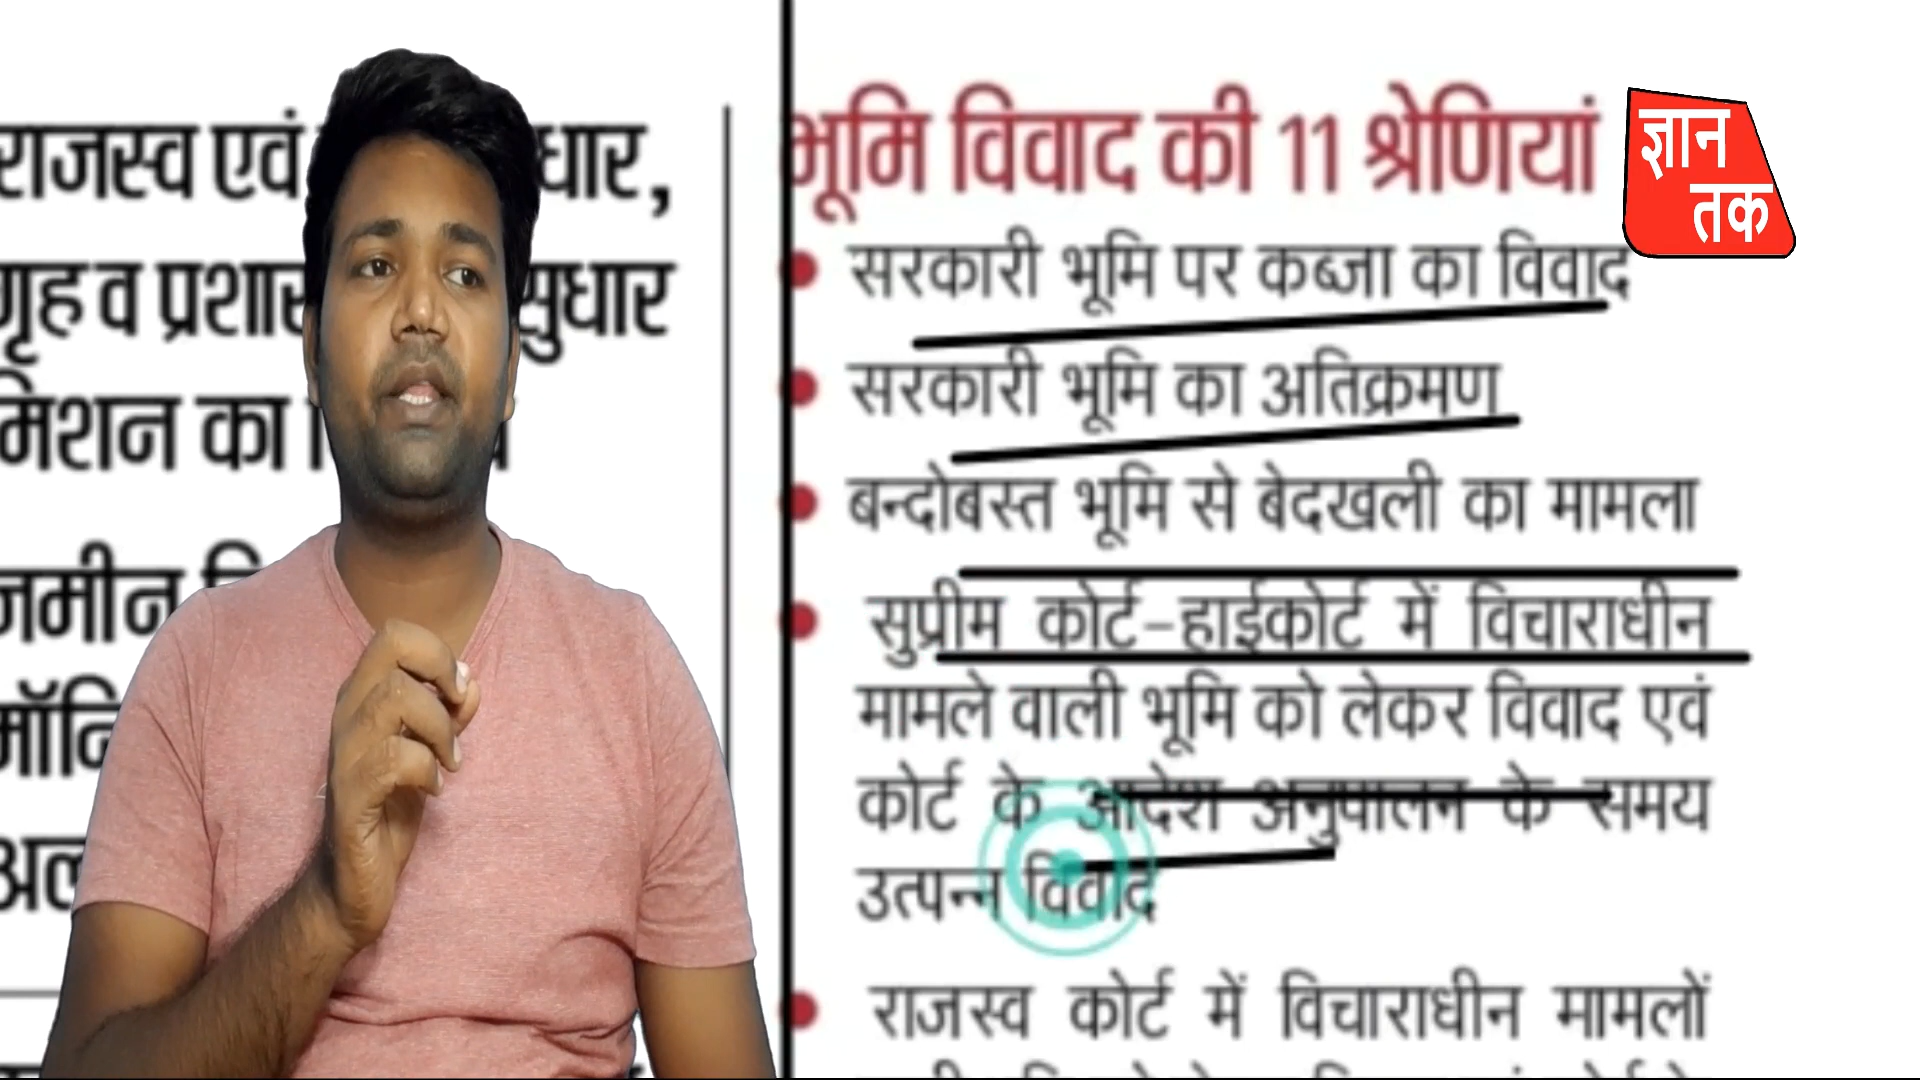 राजस्व एवं धार,
गृह व सुधार
मिशन का
जमीन
भूमि विवाद की 11 श्रेणियां
ज्ञान
तक
सरकारी भूमि पर कब्जा का विवाद
सरकारी भूमि का अतिक्रमण
बन्दोबस्त भूमि से बेदखली का मामला
सुप्रीम कोर्ट-हाईकोर्ट में विचाराधीन
मामले वाली भूमि को लेकर विवाद एवं
कोर्ट के आदेश अनुपालन के समय
उत्पन्न विवाद
राजस्व कोर्ट में विचाराधीन मामलों